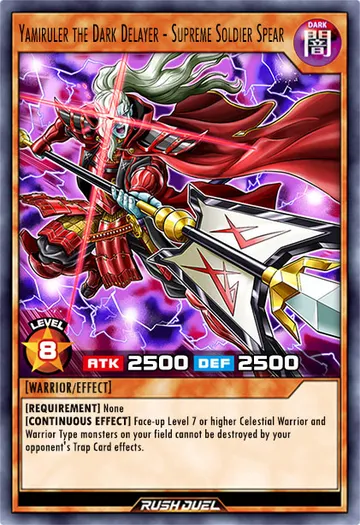 Yamiruler the Dark Delayer - Supreme Soldier Spear
DARK
闇
LEVEL
8
ATK 2500 DEF 2500
[WARRIOR/EFFECT]
[REQUIREMENT] None
[CONTINUOUS EFFECT] Face-up Level 7 or higher Celestial Warrior and
Warrior Type monsters on your field cannot be destroyed by your
opponent's Trap Card effects.
RUSH DUEL